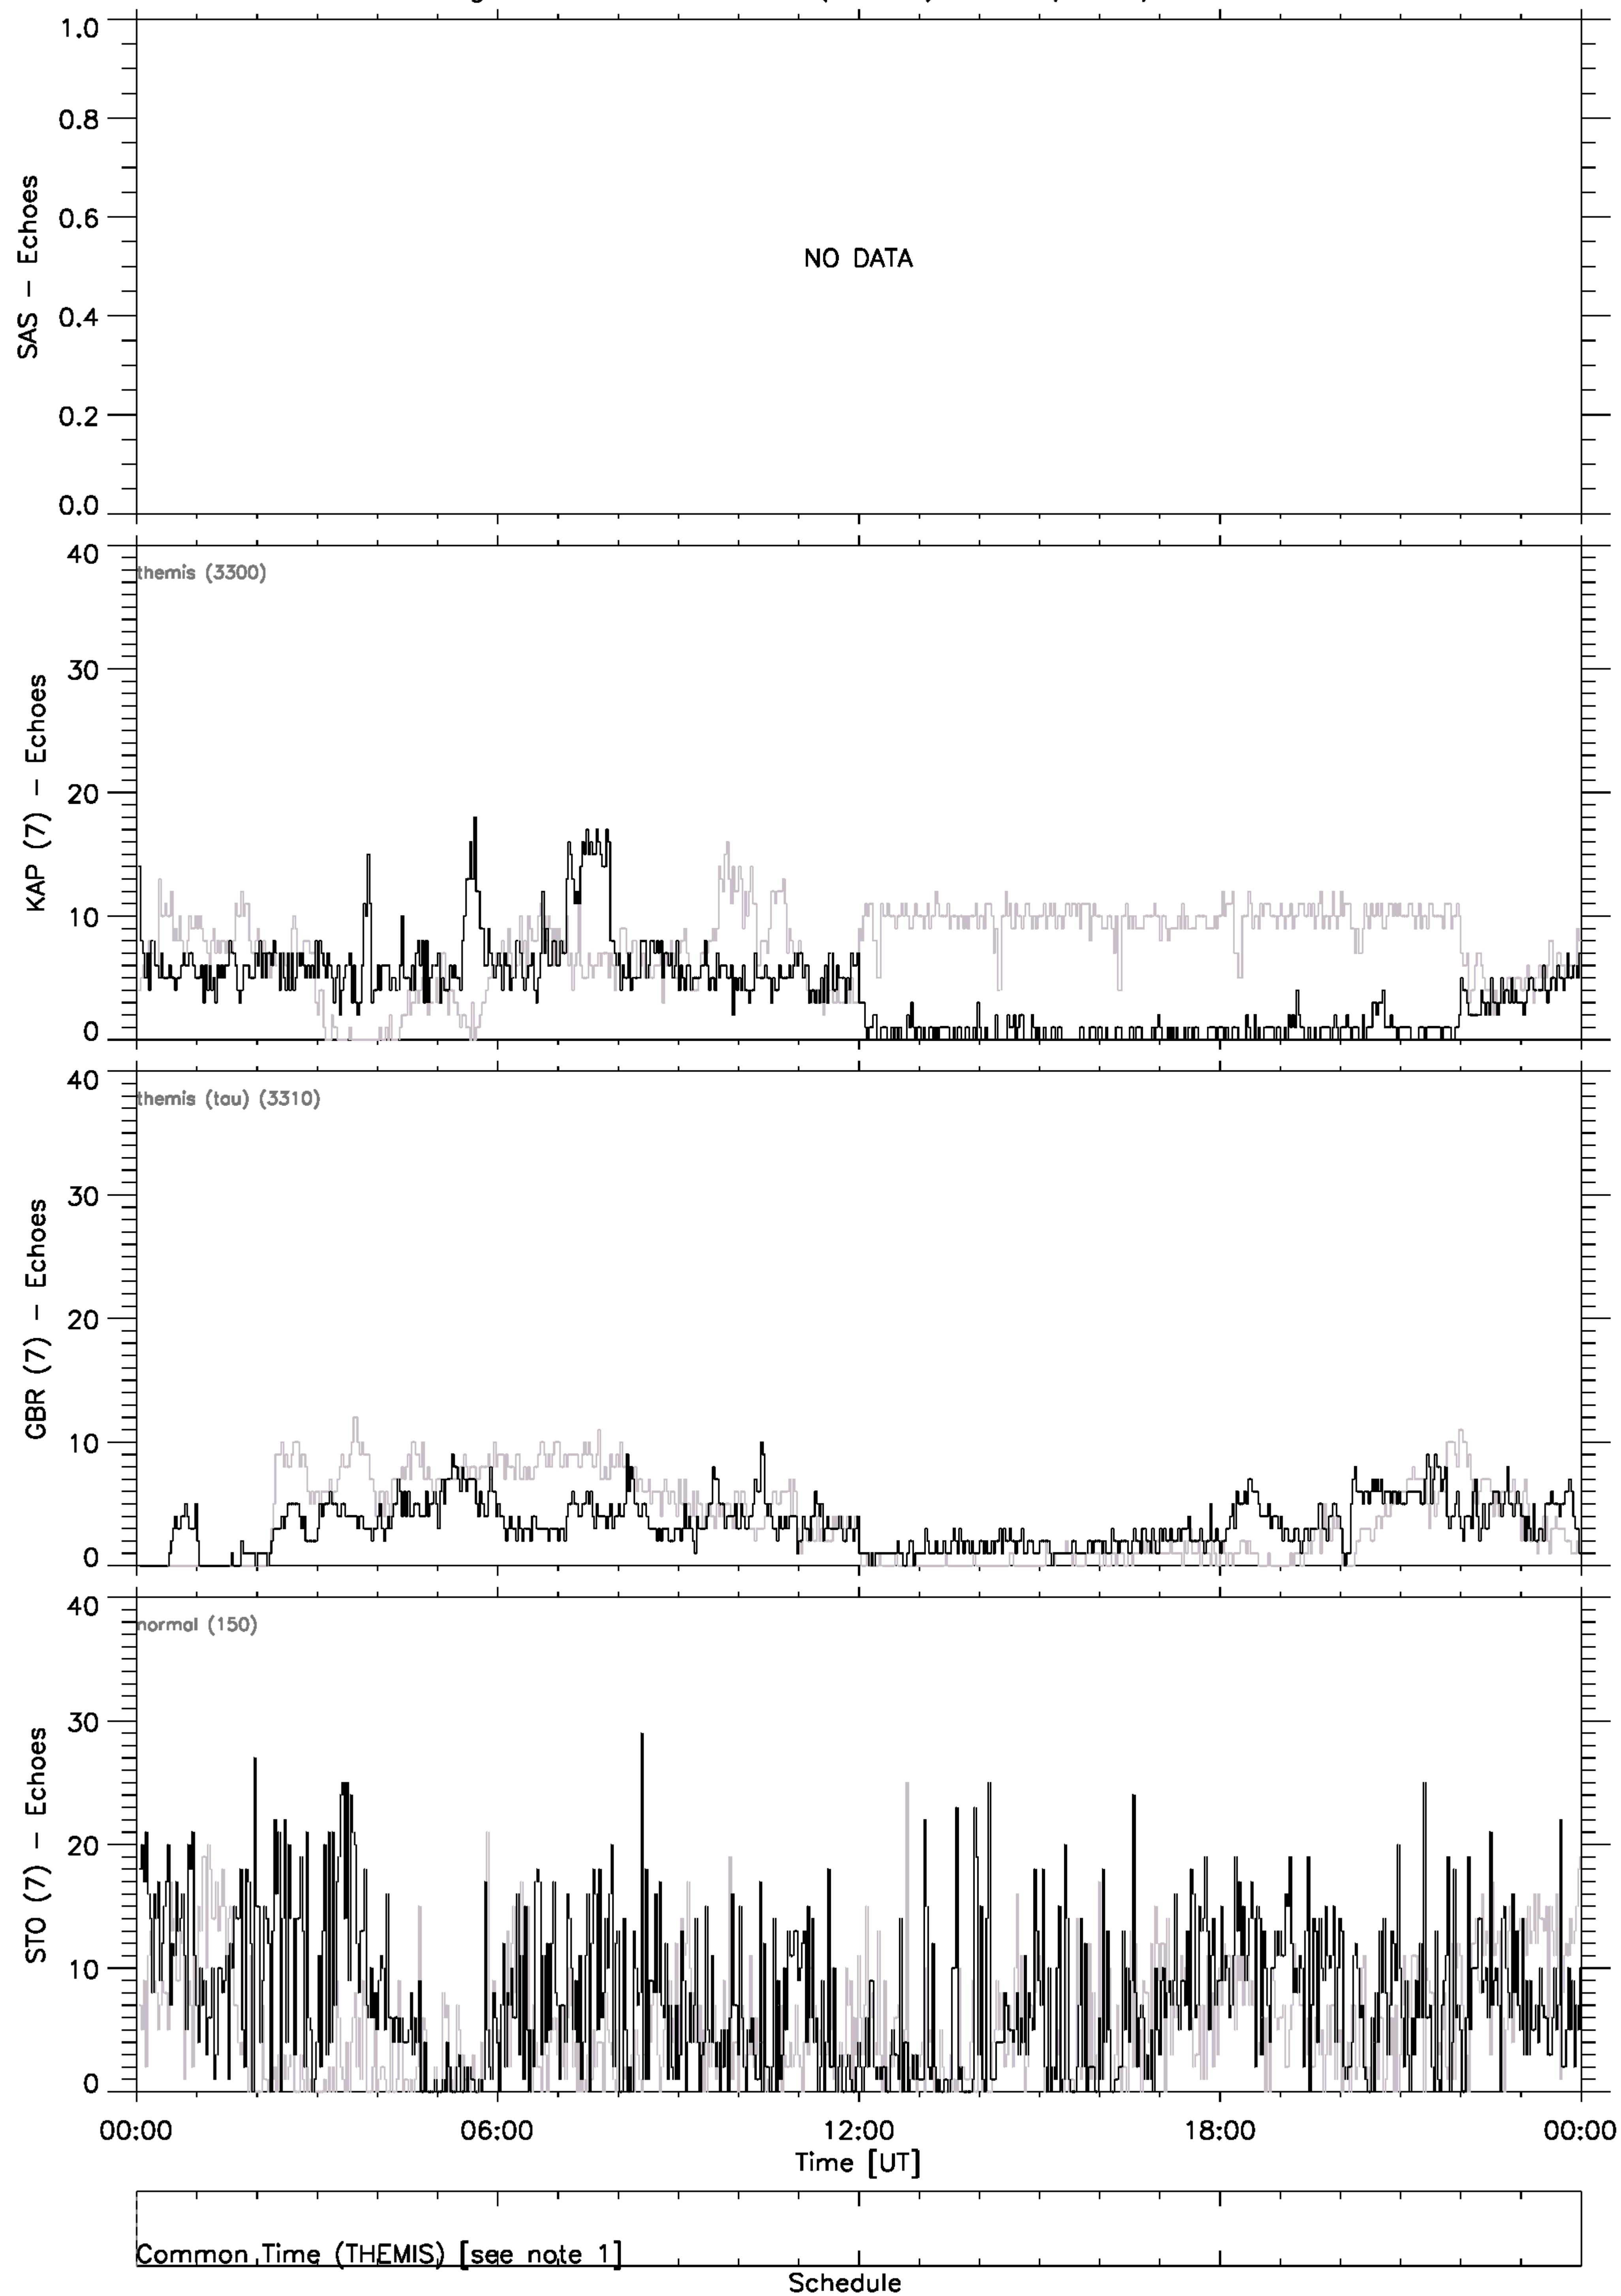 1.0
0.8
0.6
0.4
0.2
0.0
SAS - Echoes
NO DATA
40
30
20
10
0
KAP (7) - Echoes
themis (3300)
40
30
20
10
0
GBR (7) - Echoes
themis (tau) (3310)
40
30
20
10
0
STO (7) - Echoes
normal (150)
00:00 06:00 12:00 18:00 00:00
Time [UT]
Common Time (THEMIS) [see note 1]
Schedule